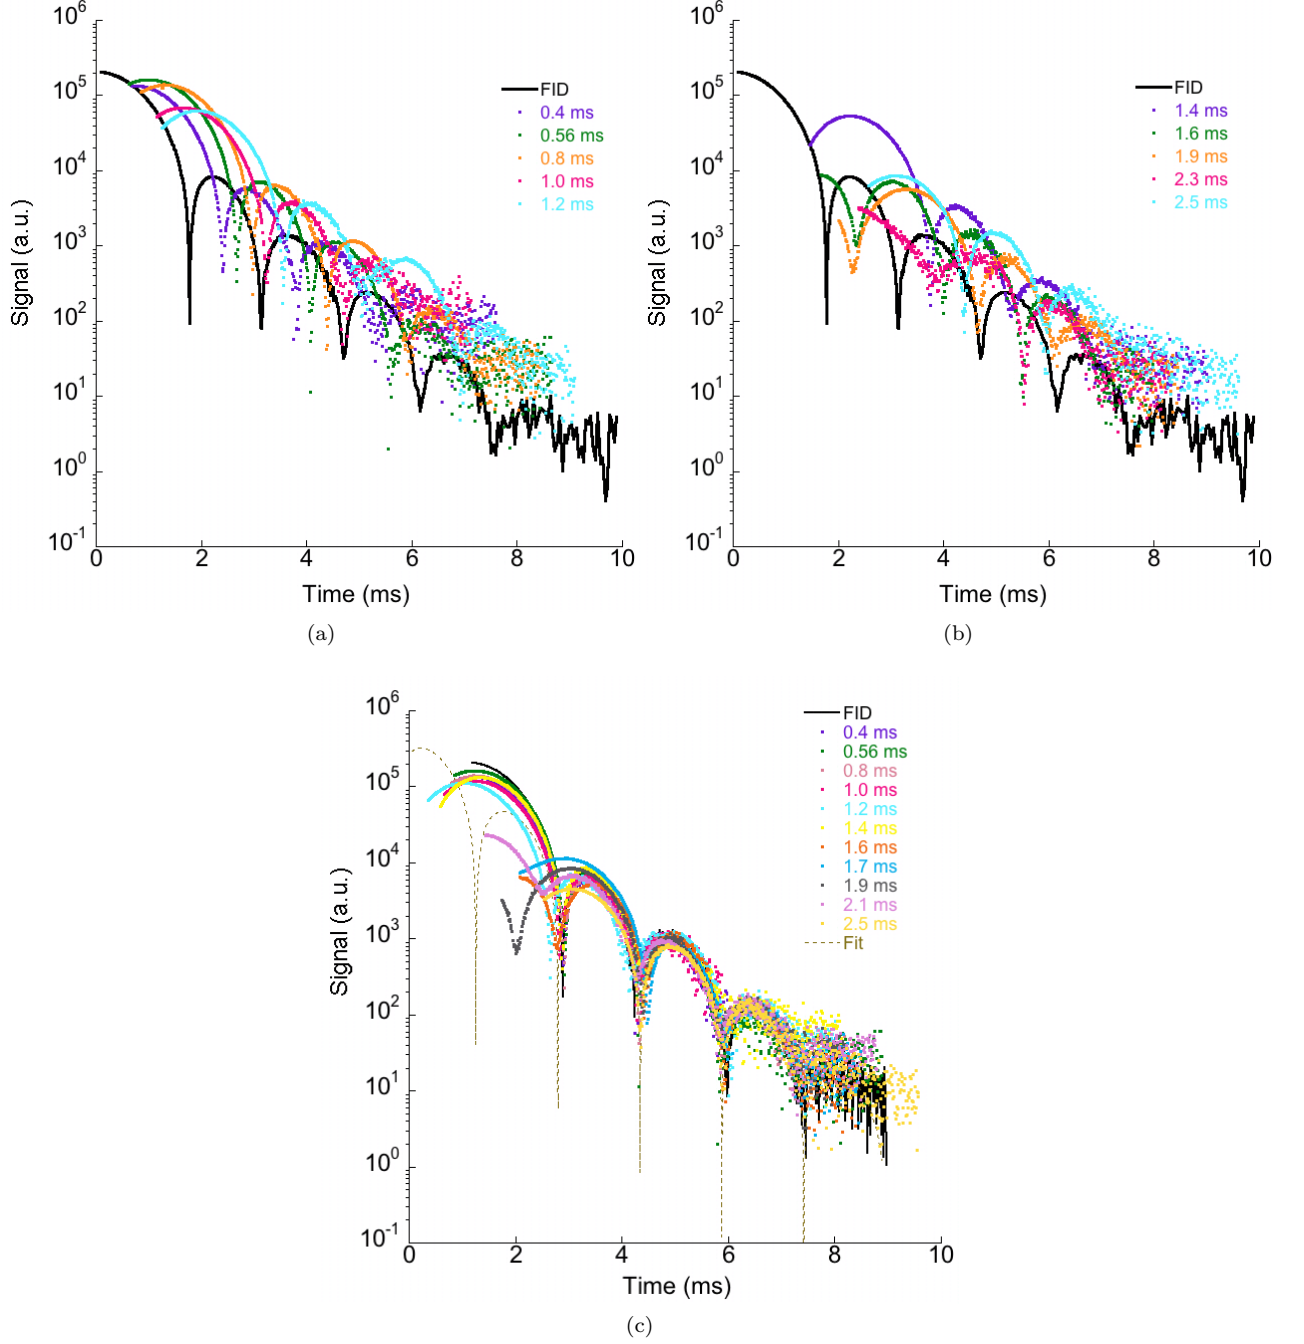 10^6
10^5
10^4
10^3
10^2
10^1
10^0
10^-1
Signal (a.u.)
0 2 4 6 8 10
Time (ms)
FID
0.4 ms
0.56 ms
0.8 ms
1.0 ms
1.2 ms
(a)
10^6
10^5
10^4
10^3
10^2
10^1
10^0
10^-1
Signal (a.u.)
0 2 4 6 8 10
Time (ms)
FID
1.4 ms
1.6 ms
1.9 ms
2.3 ms
2.5 ms
(b)
10^6
10^5
10^4
10^3
10^2
10^1
10^0
10^-1
Signal (a.u.)
0 2 4 6 8 10
Time (ms)
FID
0.4 ms
0.56 ms
0.8 ms
1.0 ms
1.2 ms
1.4 ms
1.6 ms
1.7 ms
1.9 ms
2.1 ms
2.5 ms
Fit
(c)